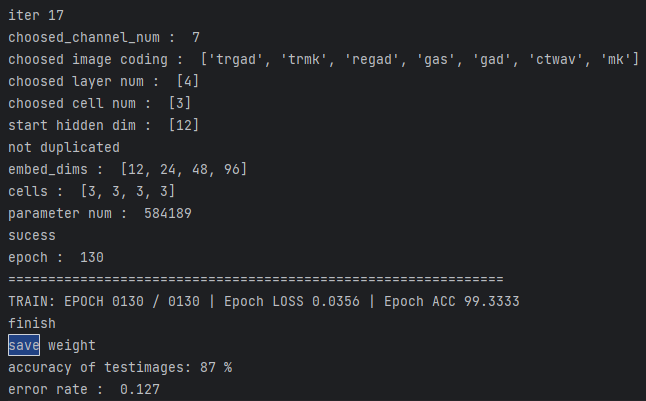 iter 17
choosed_channel_num :  7
choosed image coding :  ['trgad', 'trmk', 'regad', 'gas', 'gad', 'ctwav', 'mk']
choosed layer num :  [4]
choosed cell num :  [3]
start hidden dim :  [12]
not duplicated
embed_dims :  [12, 24, 48, 96]
cells :  [3, 3, 3, 3]
parameter num :  584189
sucess
epoch :  130
==============================================================
TRAIN: EPOCH 0130 / 0130 | Epoch LOSS 0.0356 | Epoch ACC 99.3333
finish
save weight
accuracy of testimages: 87 %
error rate :  0.127